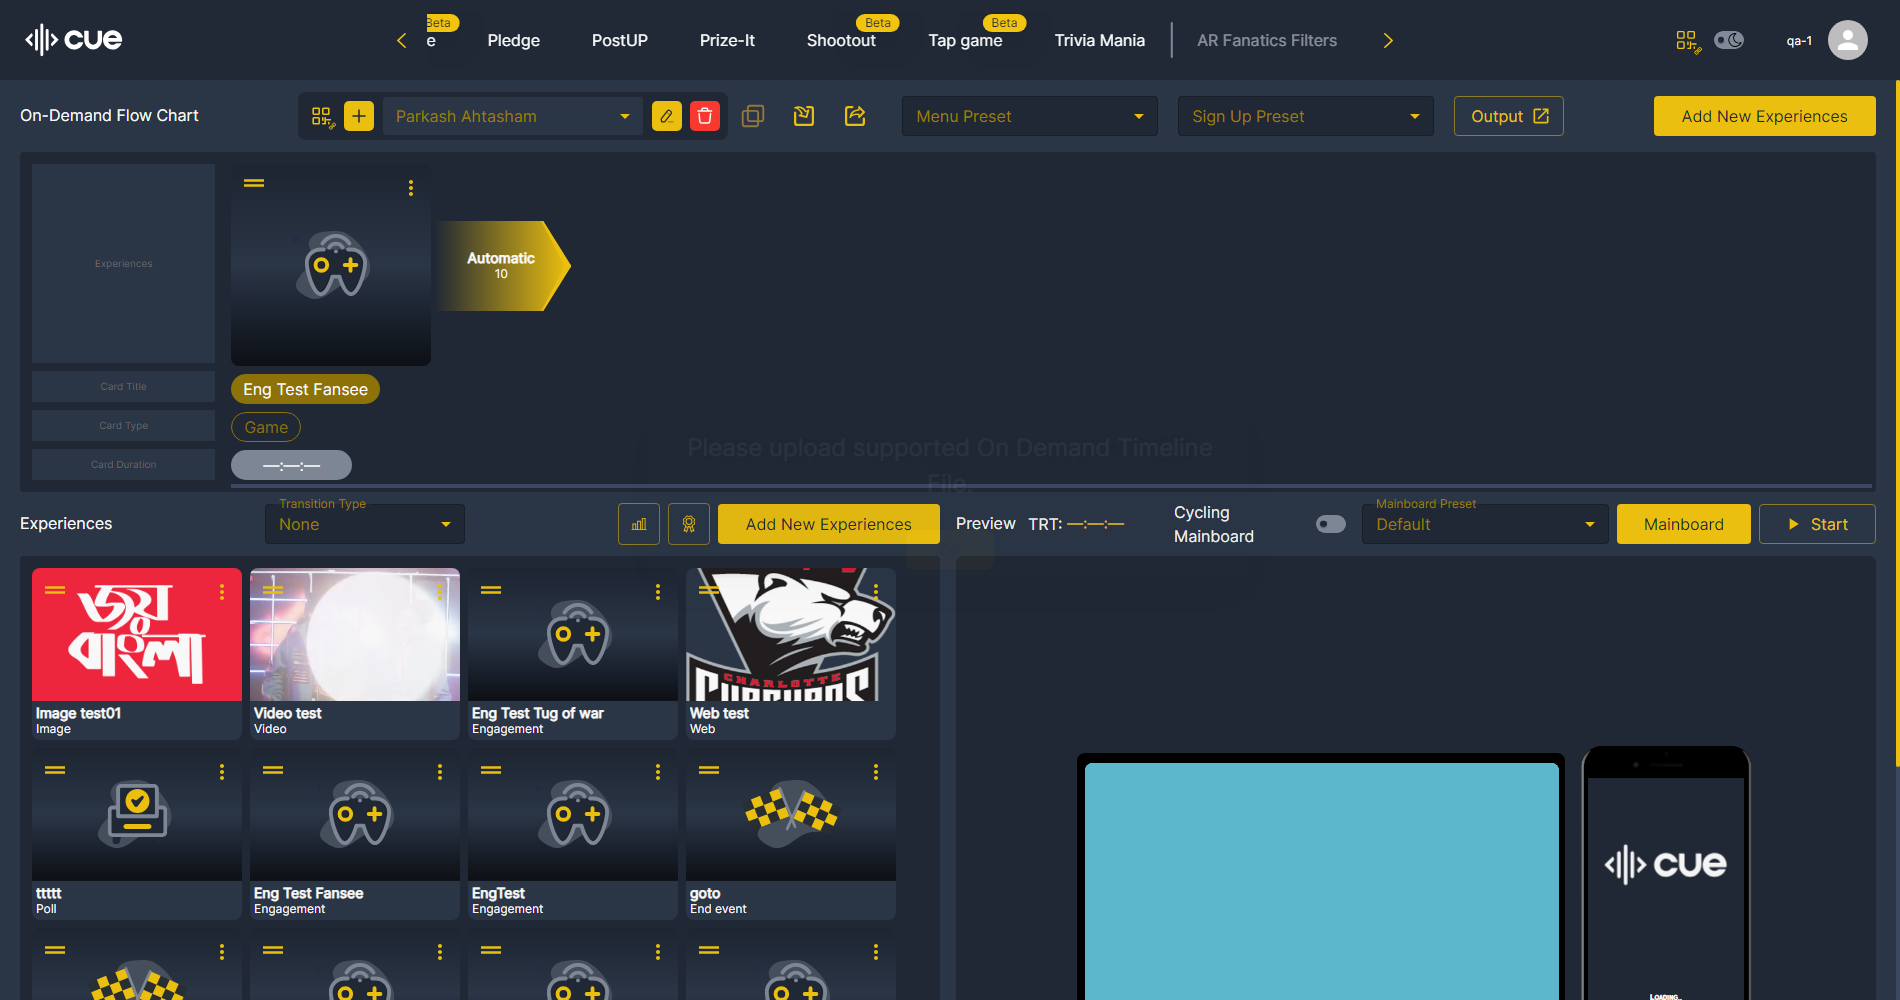 cue
e
Beta
Pledge
PostUP
Prize-It
Shootout
Beta
Tap game
Beta
Trivia Mania
AR Fanatics Filters
qa-1
On-Demand Flow Chart
Parkash Ahtasham
Menu Preset
Sign Up Preset
Output
Add New Experiences
Experiences
Automatic
10
Card Title
Eng Test Fansee
Card Type
Game
Card Duration
—:—:—
Please upload supported On Demand Timeline
File.
Experiences
Transition Type
None
Add New Experiences
Preview
TRT: —:—:—
Cycling
Mainboard
Mainboard Preset
Default
Mainboard
Start
জয়
বাংলা
CHARLOTTE
Image test01
Image
Video test
Video
Eng Test Tug of war
Engagement
Web test
Web
ttttt
Poll
Eng Test Fansee
Engagement
EngTest
Engagement
goto
End event
cue
LOADING...